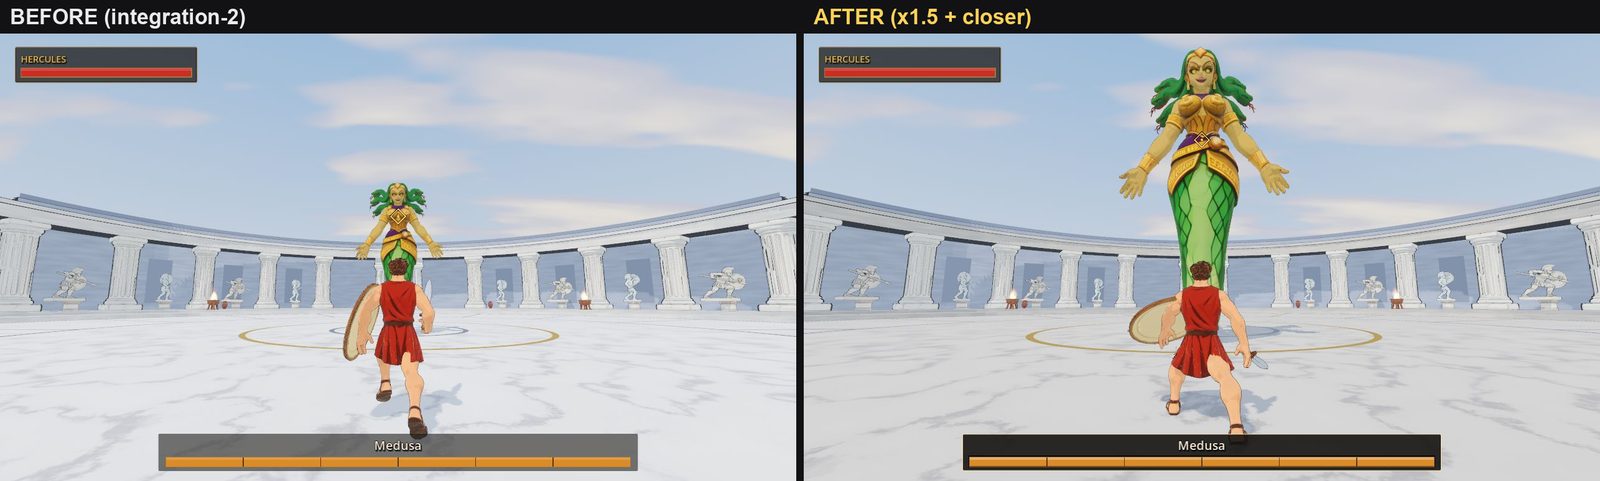 BEFORE (integration-2)
HERCULES
Medusa
AFTER (x1.5 + closer)
HERCULES
Medusa